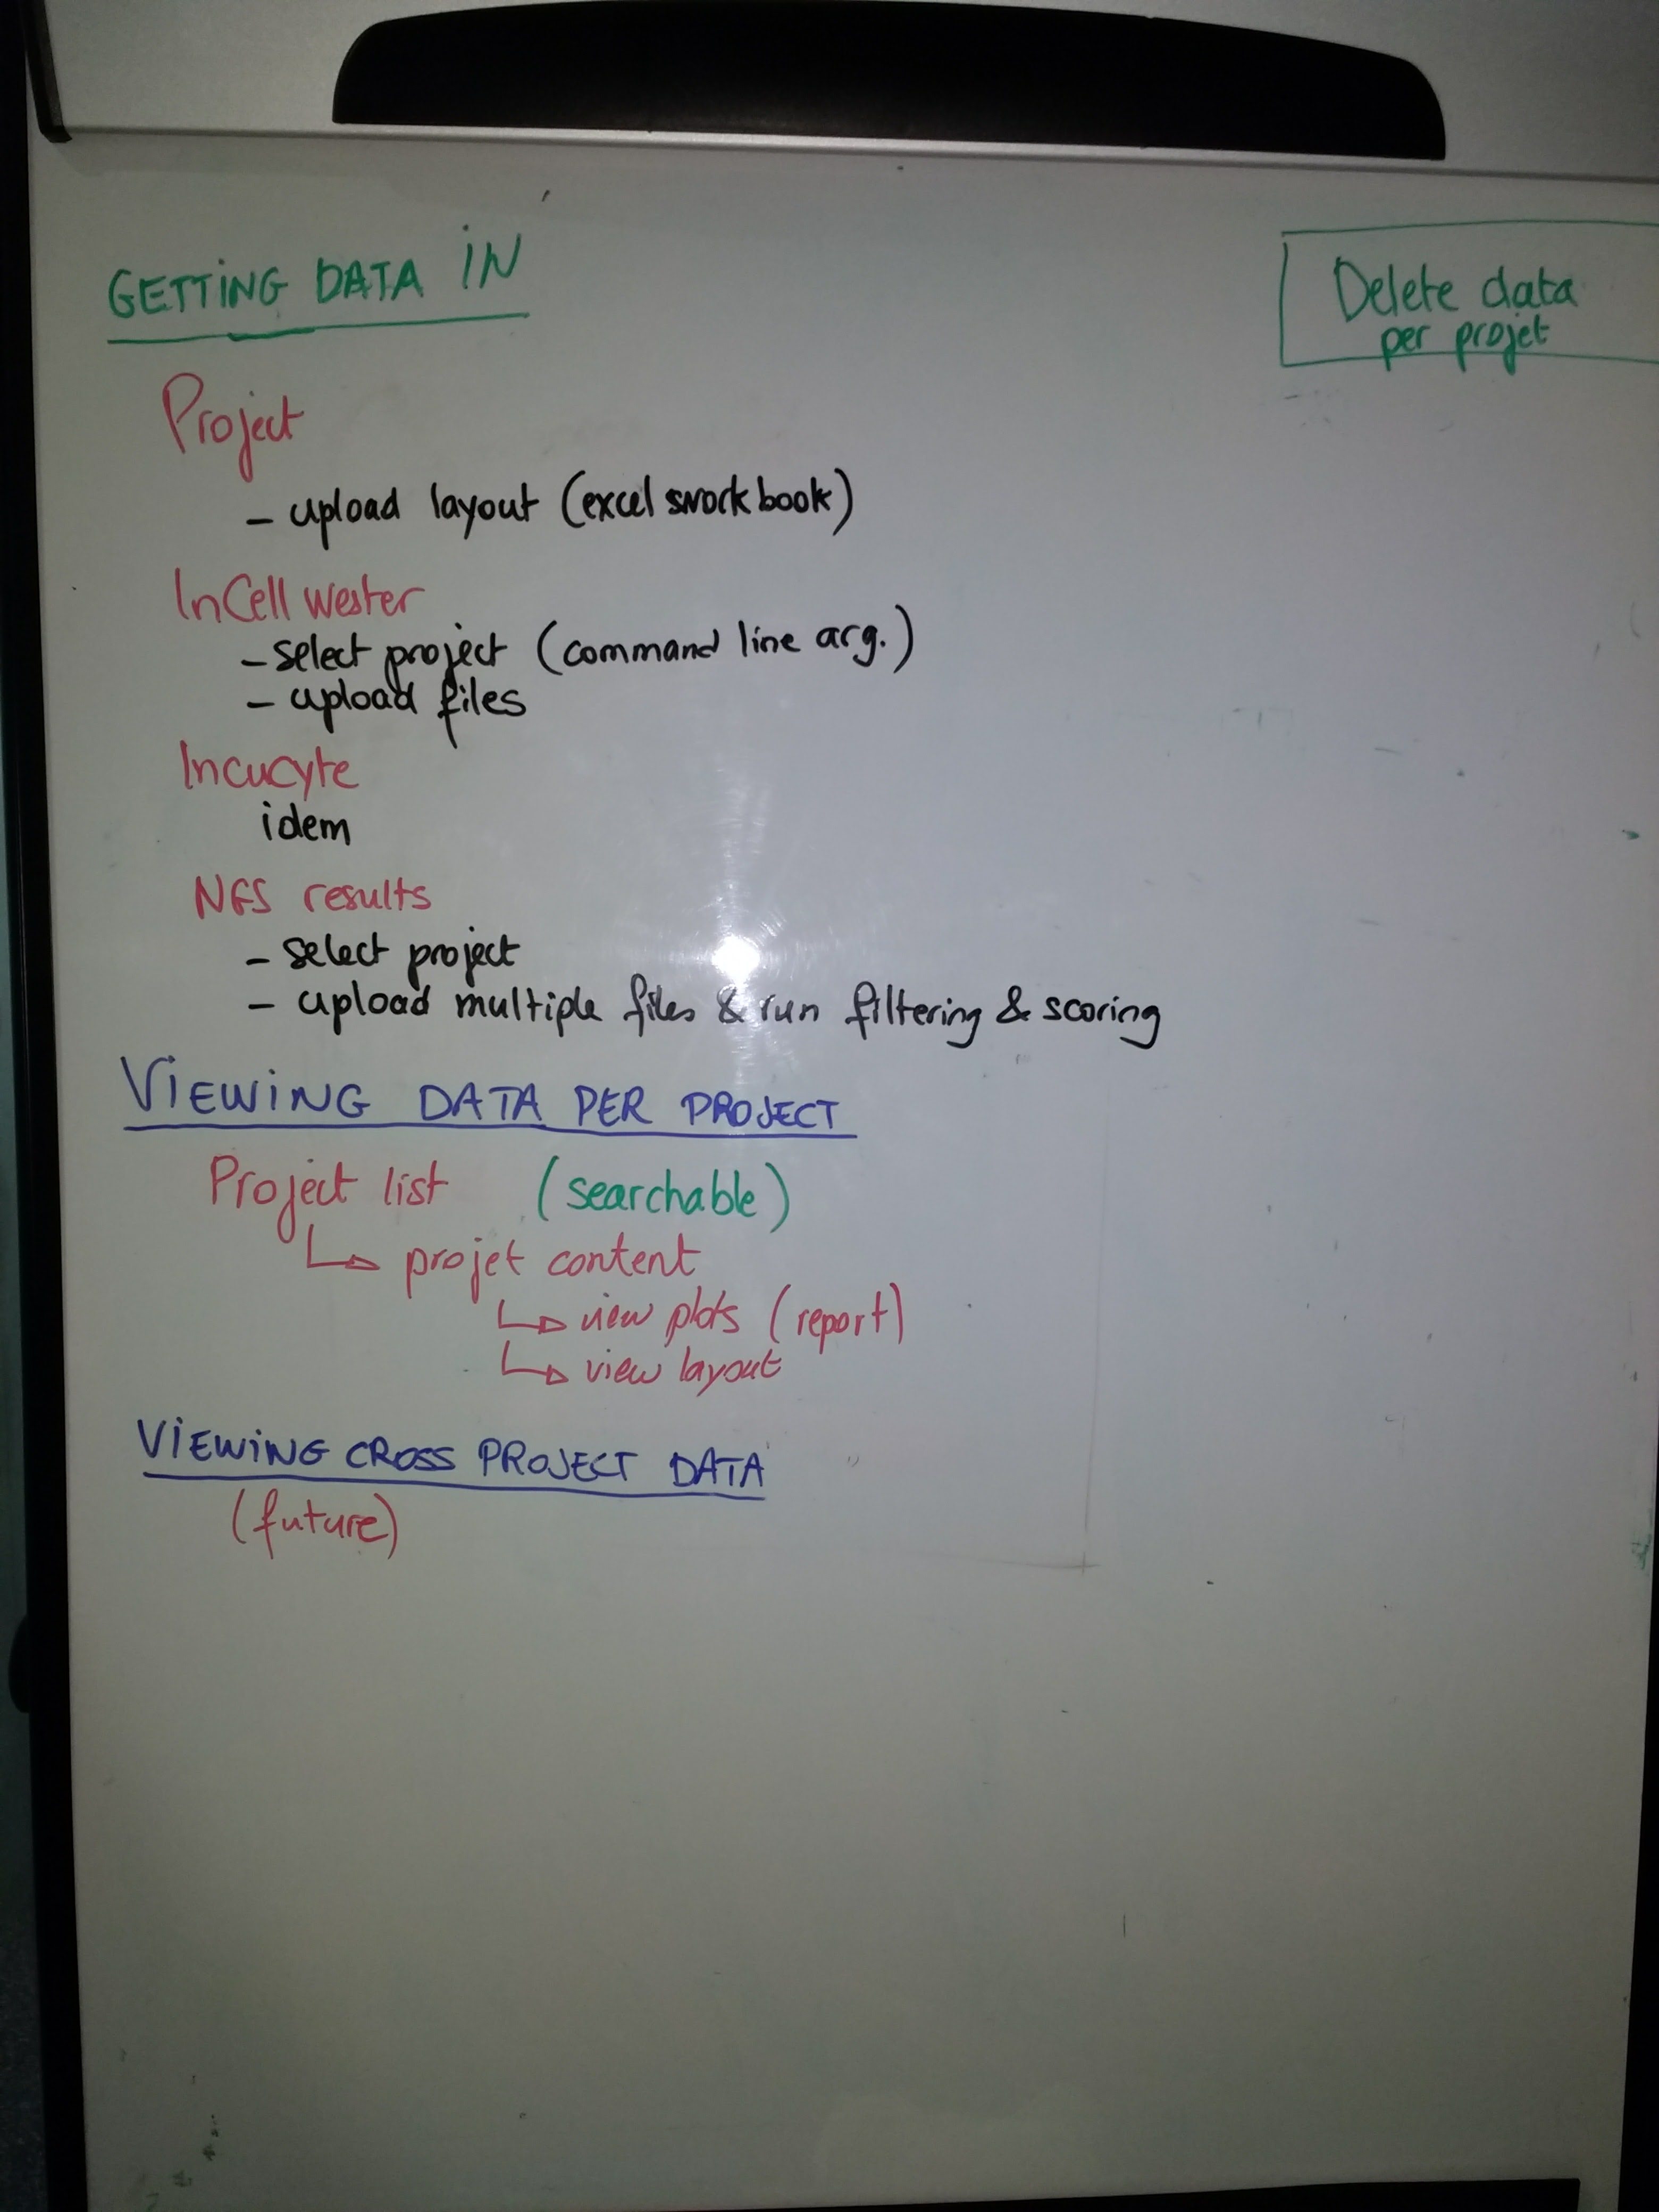 GETTING DATA IN
Delete data
per projet
Project
- upload layout (excel sworkbook)
InCell wester
- select project (command line arg.)
- upload files
Incucyte
idem
NGS results
- select project
- upload multiple files & run filtering & scoring
VIEWING DATA PER PROJECT
Project list (searchable)
↳ projet content
↳ view plots (report)
↳ view layout
VIEWING CROSS PROJECT DATA
(future)